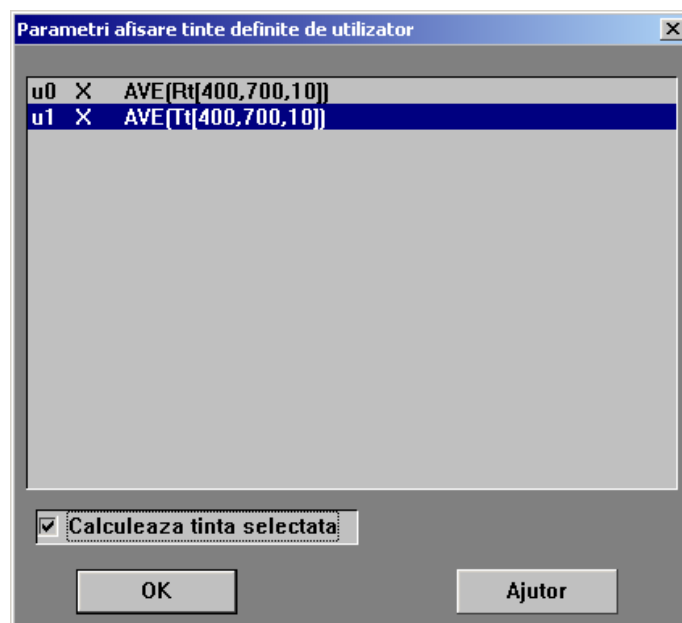 Parametri afisare tinte definite de utilizator
u0 X AVE(Rt[400,700,10])
u1 X AVE(Tt[400,700,10])
Calculeaza tinta selectata
OK Ajutor